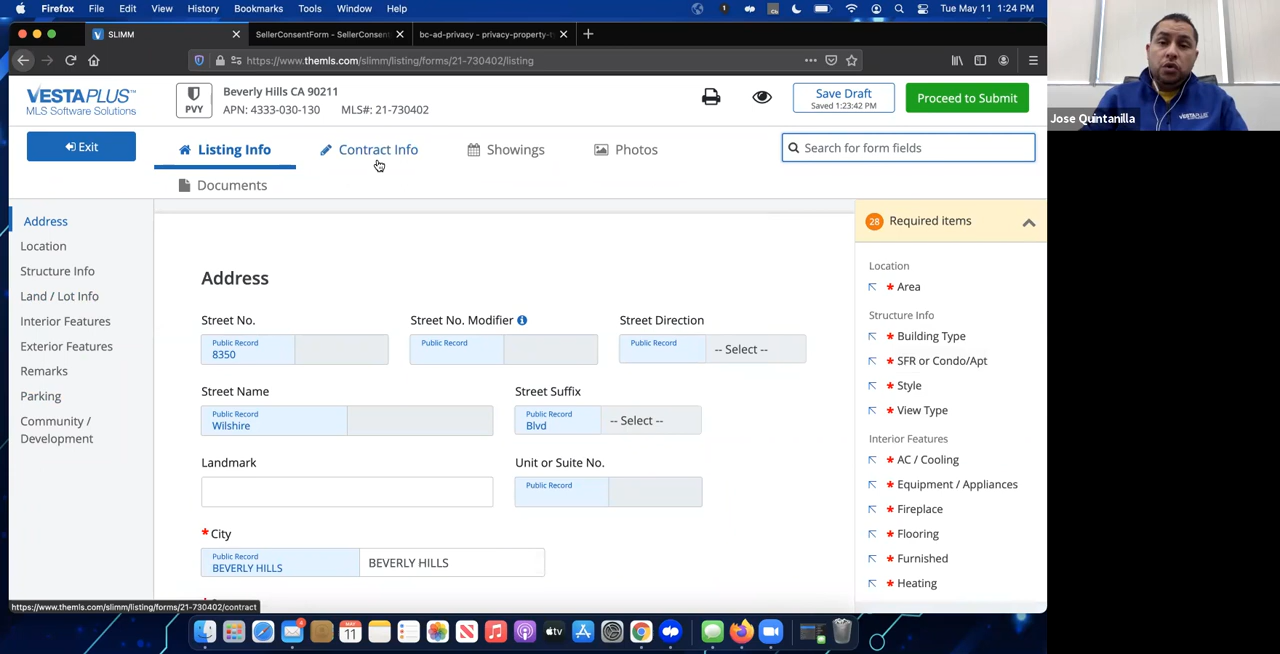 Firefox File Edit View History Bookmarks Tools Window Help
1
Tue May 11 1:24 PM
SLIMM
SellerConsentForm - SellerConsent
bc-ad-privacy - privacy-property-t
https://www.themls.com/slimm/listing/forms/21-730402/listing
VESTAPLUS™
MLS Software Solutions
PVY
Beverly Hills CA 90211
APN: 4333-030-130 MLS#: 21-730402
Save Draft
Saved 1:23:42 PM
Proceed to Submit
Exit
Listing Info
Contract Info
Showings
Photos
Documents
Search for form fields
Jose Quintanilla
VESTAPLUS
Address
Location
Structure Info
Land / Lot Info
Interior Features
Exterior Features
Remarks
Parking
Community /
Development
Address
Street No.
Street No. Modifier
Street Direction
Public Record
8350
Public Record
Public Record
-- Select --
Street Name
Street Suffix
Public Record
Wilshire
Public Record
Blvd
-- Select --
Landmark
Unit or Suite No.
Public Record
* City
Public Record
BEVERLY HILLS
BEVERLY HILLS
28 Required items
Location
* Area
Structure Info
* Building Type
* SFR or Condo/Apt
* Style
* View Type
Interior Features
* AC / Cooling
* Equipment / Appliances
* Fireplace
* Flooring
* Furnished
* Heating
https://www.themls.com/slimm/listing/forms/21-730402/contract
MAY
11
tv